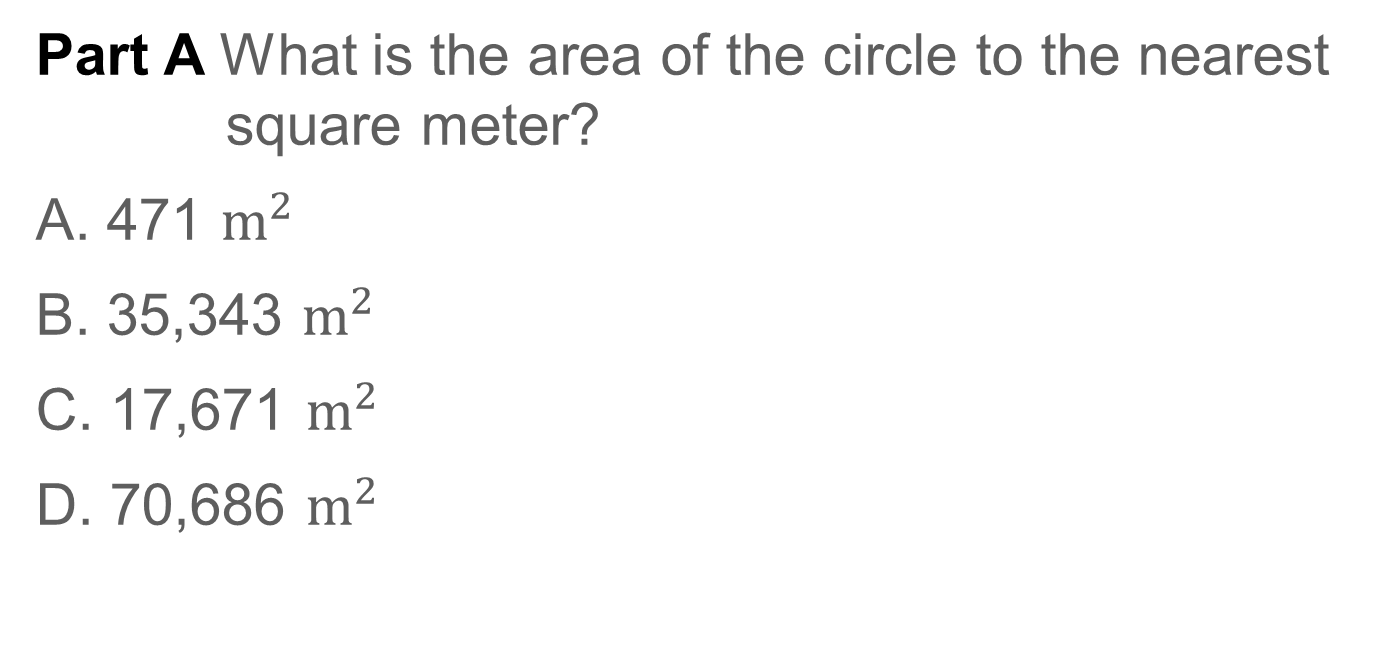 Part A What is the area of the circle to the nearest
square meter?
A. 471 m²
B. 35,343 m²
C. 17,671 m²
D. 70,686 m²